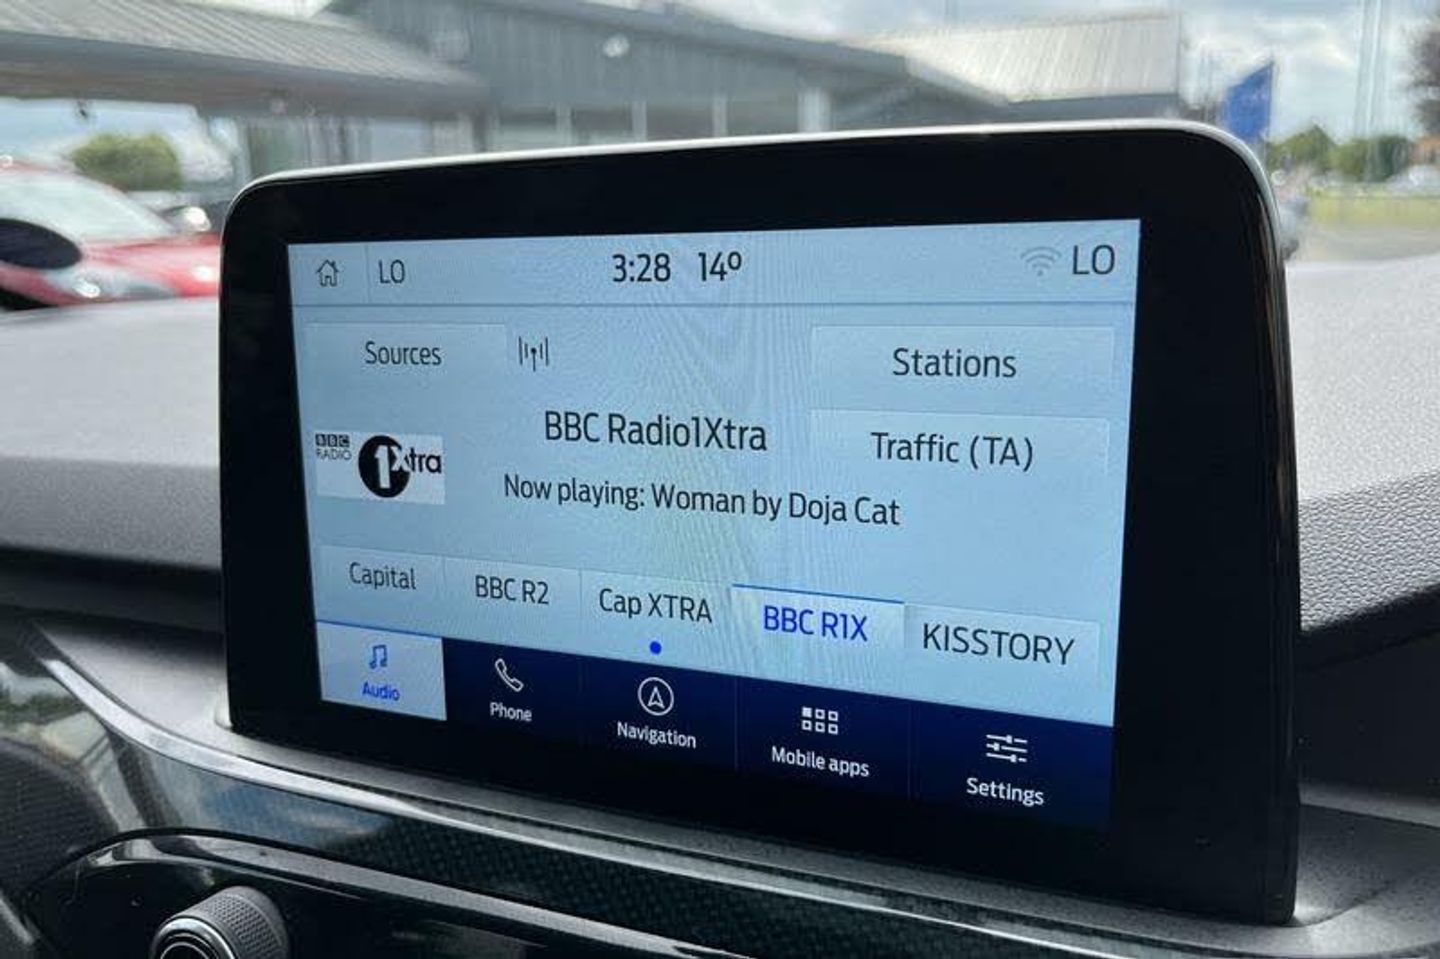 LO 3:28 14º LO
Sources Stations
BBC Radio1Xtra
Traffic (TA)
BBC RADIO 1Xtra
Now playing: Woman by Doja Cat
Capital BBC R2 Cap XTRA BBC R1X KISSTORY
Audio Phone Navigation Mobile apps Settings